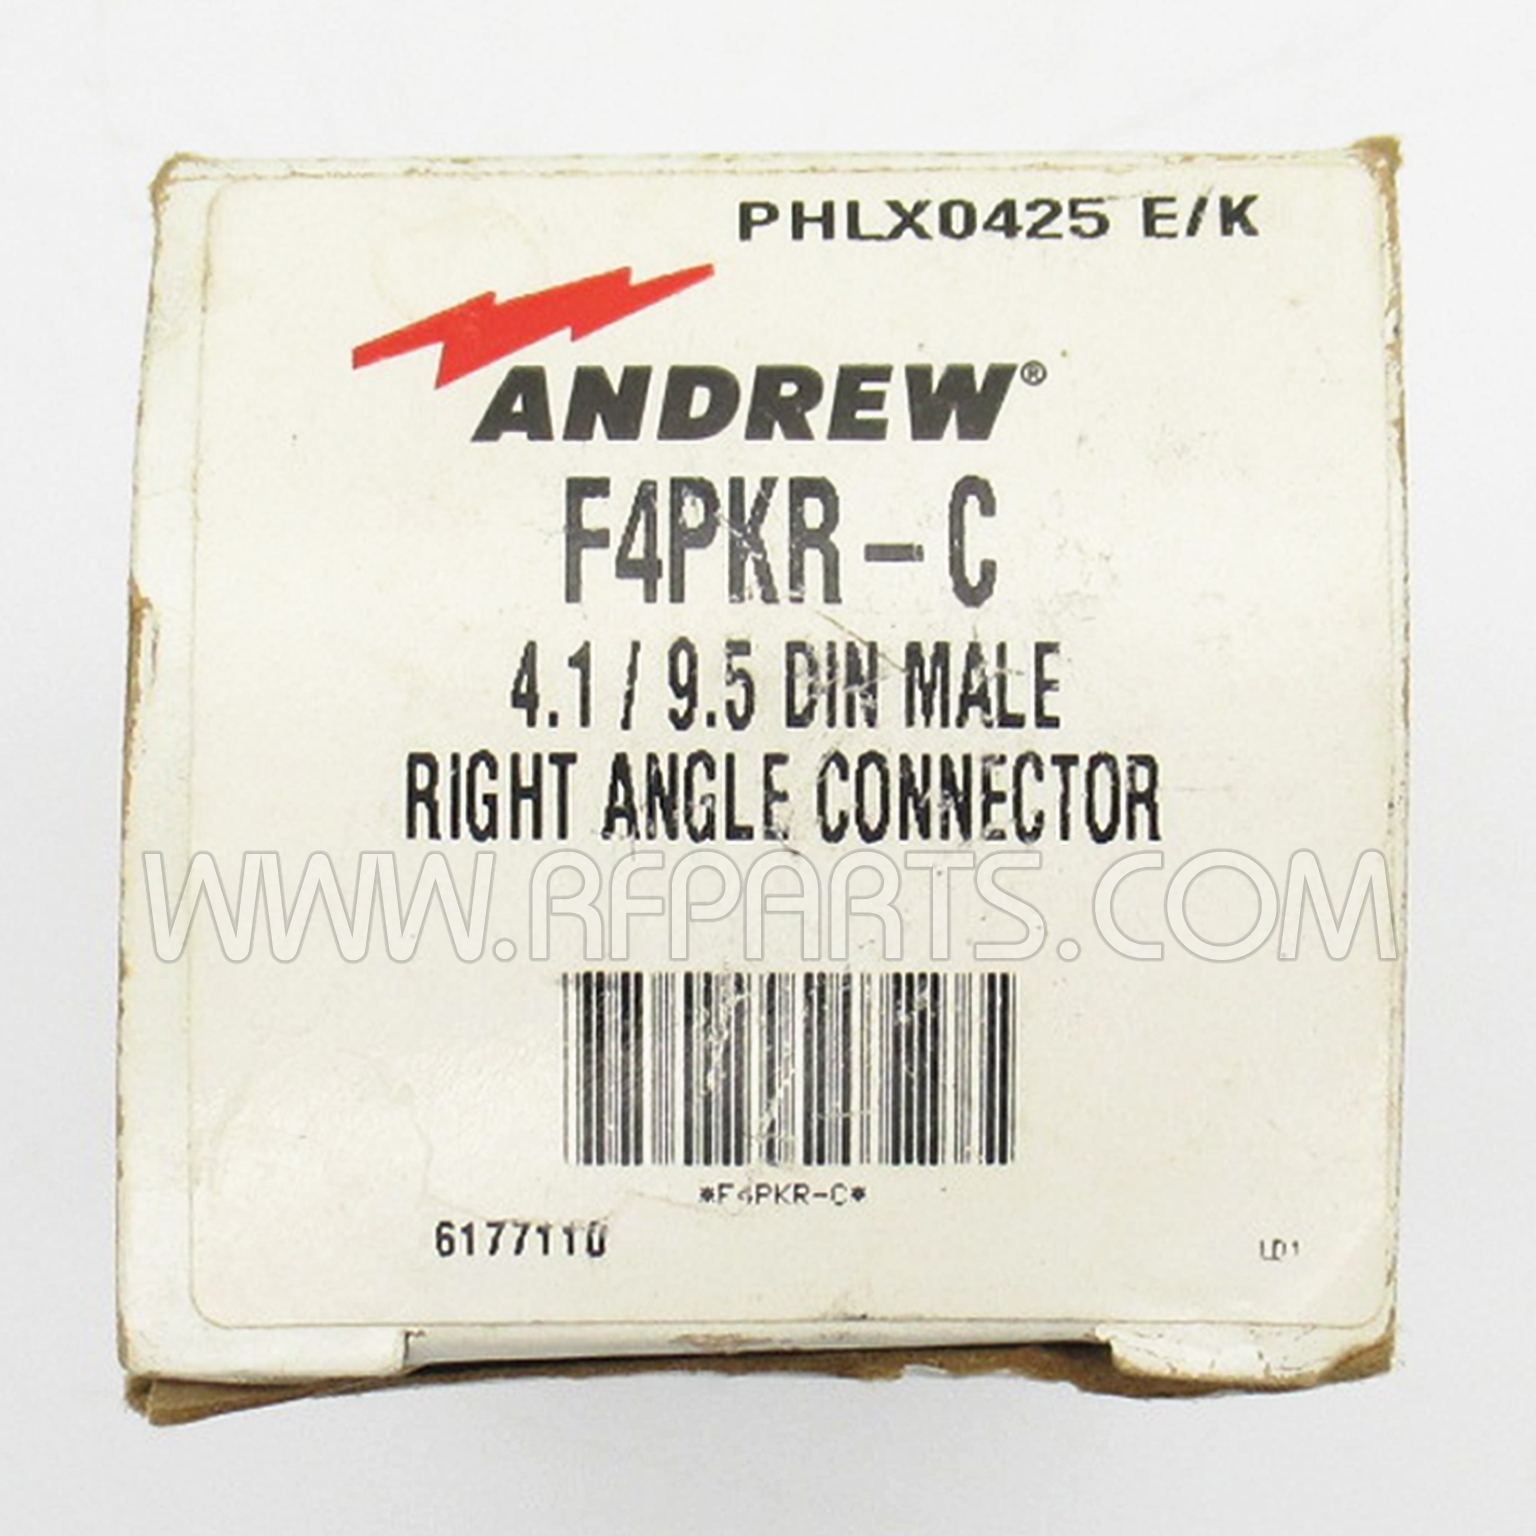 PHLX0425 E/K
ANDREW®
F4PKR-C
4.1 / 9.5 DIN MALE
RIGHT ANGLE CONNECTOR
WWW.RFPARTS.COM
*F4PKR-C*
6177110
LD1